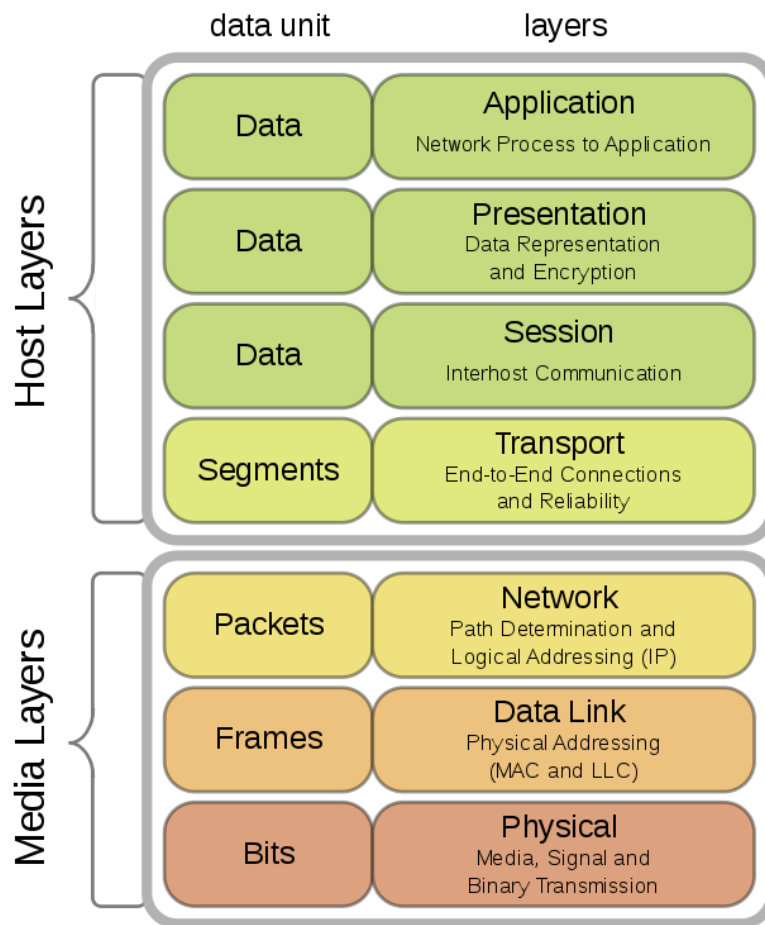 data unit
layers
Host Layers
Data
Application
Network Process to Application
Data
Presentation
Data Representation
and Encryption
Data
Session
Interhost Communication
Segments
Transport
End-to-End Connections
and Reliability
Media Layers
Packets
Network
Path Determination and
Logical Addressing (IP)
Frames
Data Link
Physical Addressing
(MAC and LLC)
Bits
Physical
Media, Signal and
Binary Transmission